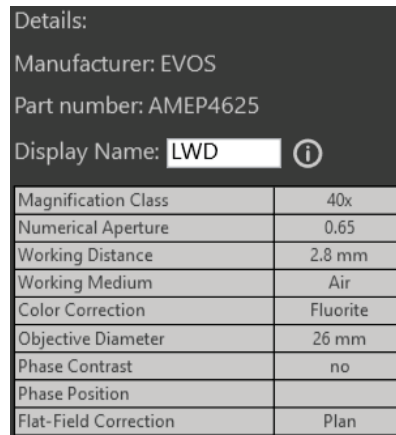 Details:
Manufacturer: EVOS
Part number: AMEP4625
Display Name: LWD
Magnification Class 40x
Numerical Aperture 0.65
Working Distance 2.8 mm
Working Medium Air
Color Correction Fluorite
Objective Diameter 26 mm
Phase Contrast no
Phase Position
Flat-Field Correction Plan